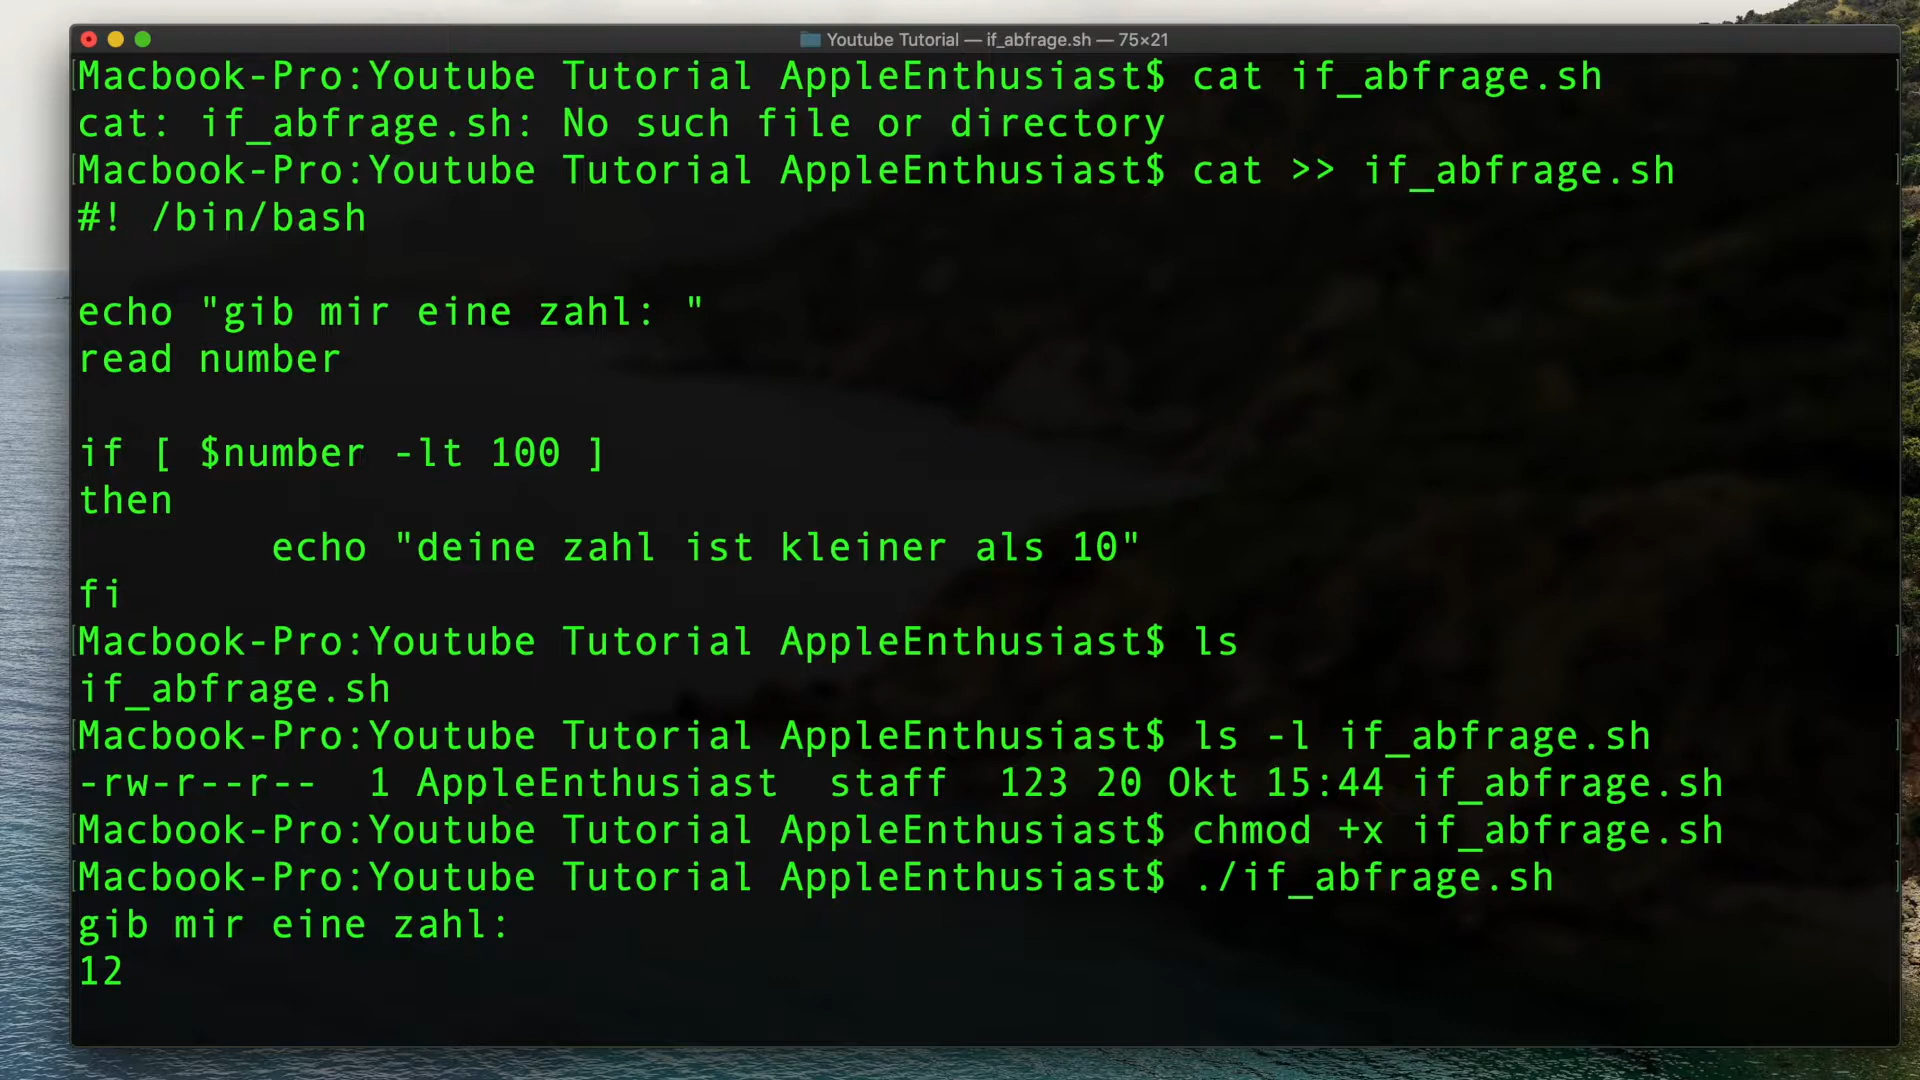 Youtube Tutorial — if_abfrage.sh — 75×21
Macbook-Pro:Youtube Tutorial AppleEnthusiast$ cat if_abfrage.sh
cat: if_abfrage.sh: No such file or directory
Macbook-Pro:Youtube Tutorial AppleEnthusiast$ cat >> if_abfrage.sh
#! /bin/bash
echo "gib mir eine zahl: "
read number
if [ $number -lt 100 ]
then
        echo "deine zahl ist kleiner als 10"
fi
Macbook-Pro:Youtube Tutorial AppleEnthusiast$ ls
if_abfrage.sh
Macbook-Pro:Youtube Tutorial AppleEnthusiast$ ls -l if_abfrage.sh
-rw-r--r--  1 AppleEnthusiast  staff  123 20 Okt 15:44 if_abfrage.sh
Macbook-Pro:Youtube Tutorial AppleEnthusiast$ chmod +x if_abfrage.sh
Macbook-Pro:Youtube Tutorial AppleEnthusiast$ ./if_abfrage.sh
gib mir eine zahl:
12